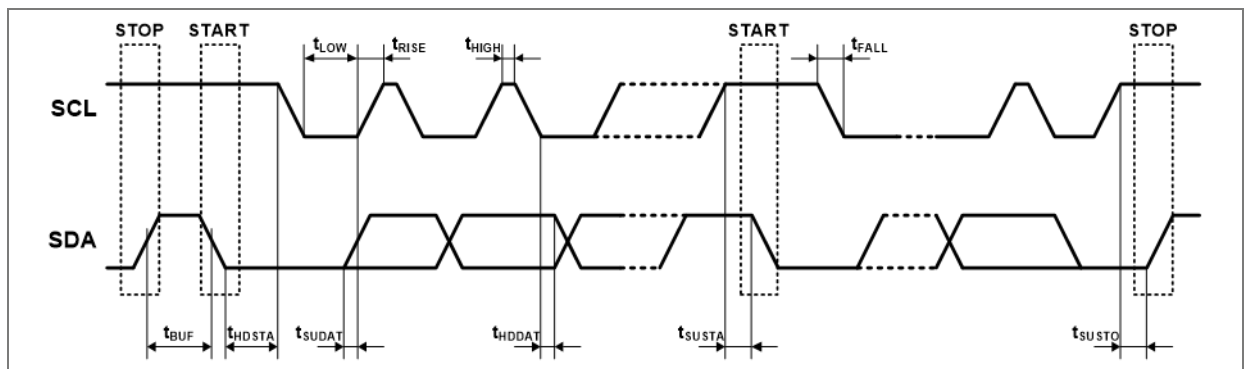 STOP START START STOP
tLOW tRISE tHIGH tFALL
SCL
SDA
tBUF tHDSTA tSUDAT tHDDAT tSUSTA tSUSTO